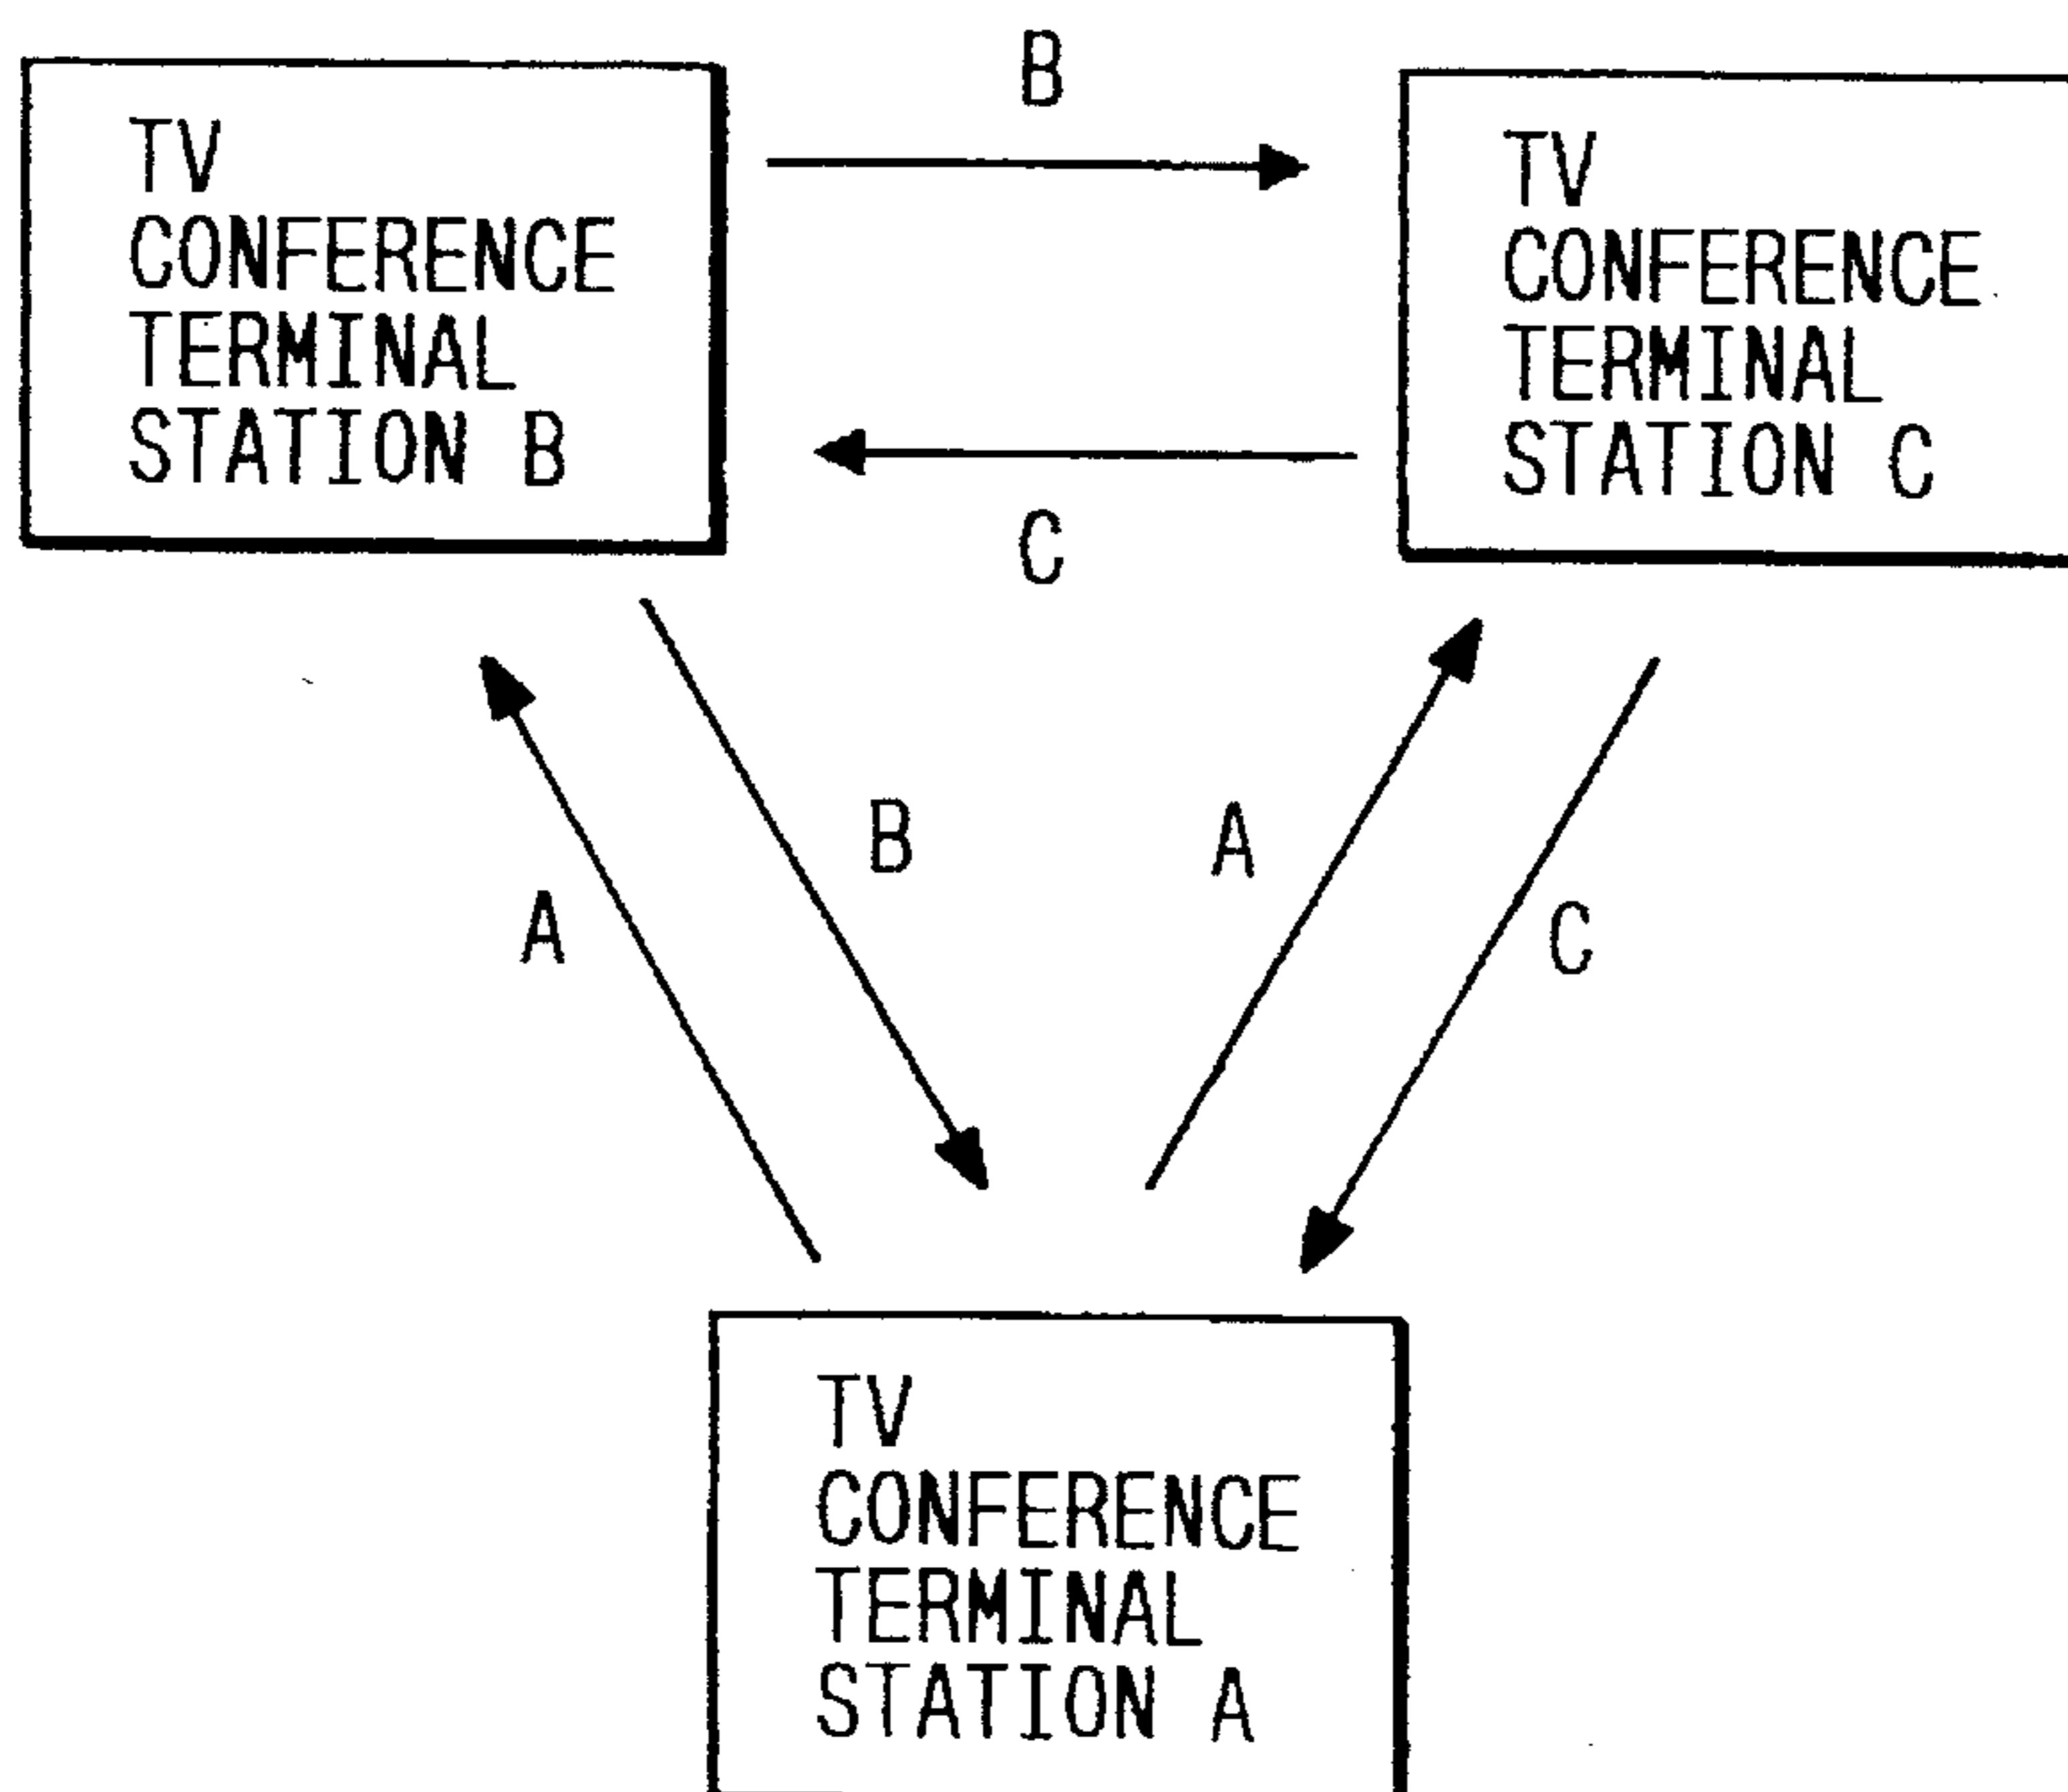 B
TV
CONFERENCE
TERMINAL
STATION B
TV
CONFERENCE
TERMINAL
STATION C
C
B
A
A
C
TV
CONFERENCE
TERMINAL
STATION A